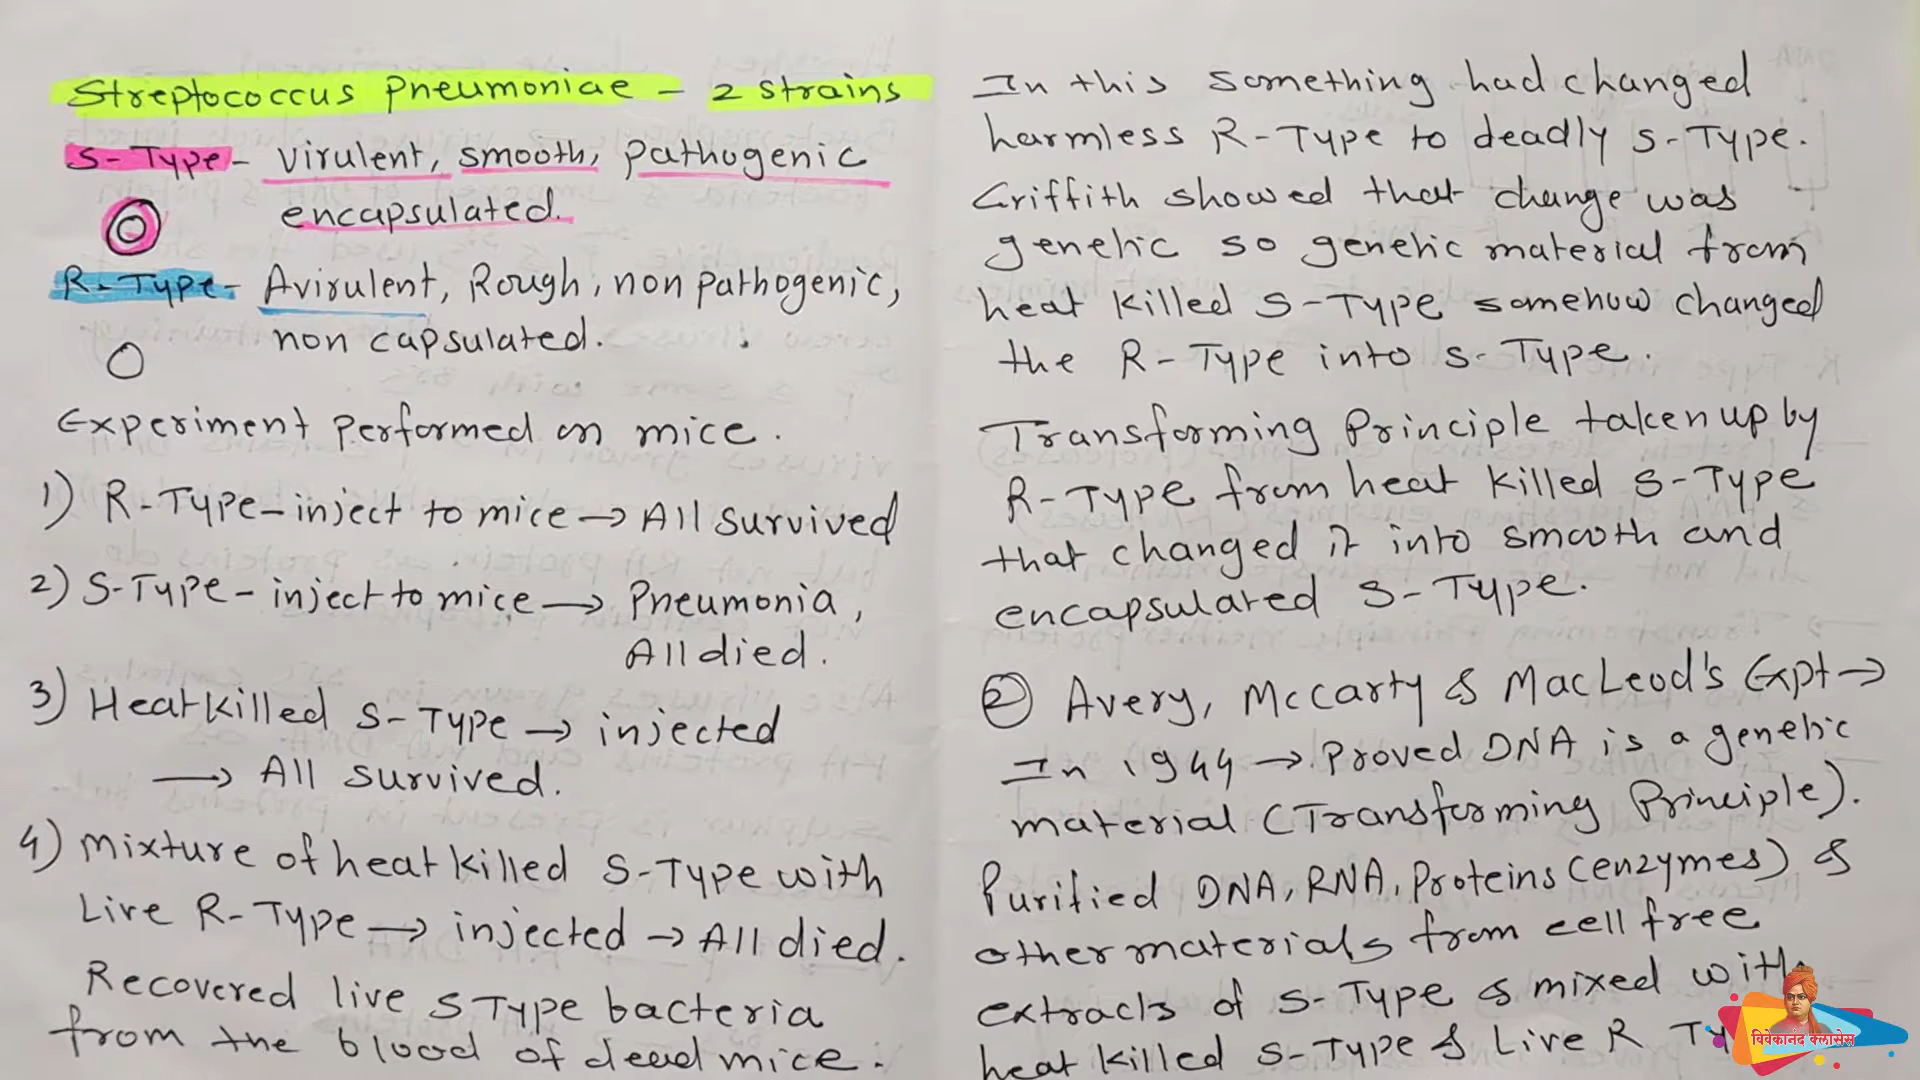 Streptococcus Pneumoniae - 2 strains
S-Type - virulent, smooth, pathogenic
encapsulated.
R-Type - Avirulent, Rough, non pathogenic,
non capsulated.
Experiment performed on mice.
1) R-Type - inject to mice → All survived
2) S-Type - inject to mice → Pneumonia,
All died.
3) Heat killed S-Type → injected
→ All survived.
4) Mixture of heat killed S-Type with
Live R-Type → injected → All died.
Recovered live S Type bacteria
from the blood of dead mice.
In this something had changed
harmless R-Type to deadly S-Type.
Griffith showed that change was
genetic so genetic material from
heat killed S-Type somehow changed
the R-Type into S-Type.
Transforming Principle taken up by
R-Type from heat killed S-Type
that changed it into smooth and
encapsulated S-Type.
② Avery, McCarty & MacLeod's Expt →
In 1944 → Proved DNA is a genetic
material (Transforming Principle).
Purified DNA, RNA, Proteins (enzymes) &
other materials from cell free
extracts of S-Type & mixed with
heat killed S-Type & Live R Ty
विवेकानंद क्लासेस